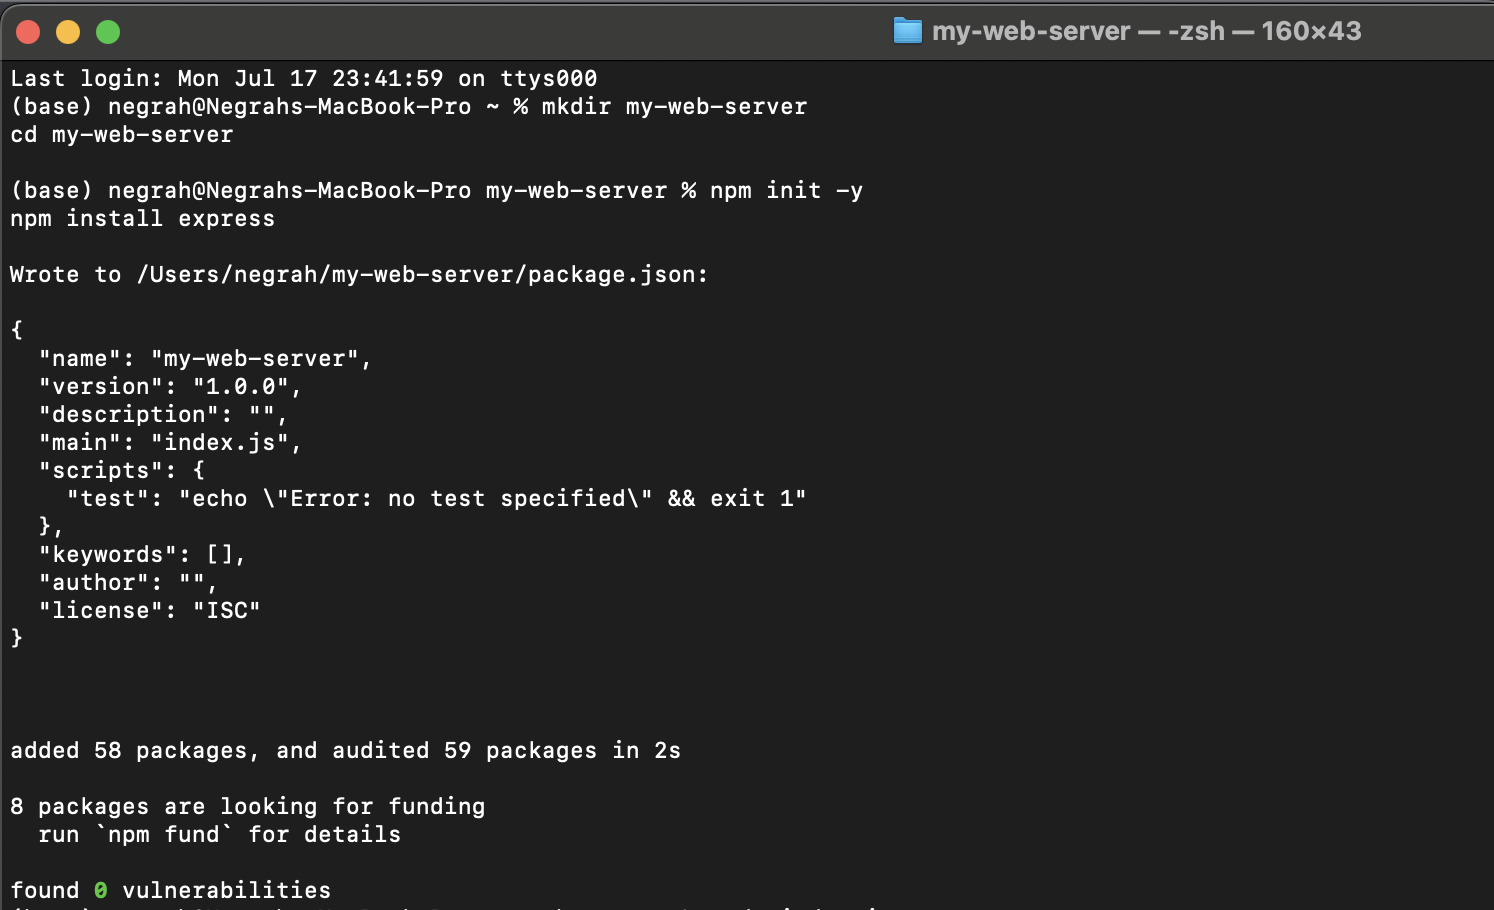 my-web-server — -zsh — 160×43
Last login: Mon Jul 17 23:41:59 on ttys000
(base) negrah@Negrahs-MacBook-Pro ~ % mkdir my-web-server
cd my-web-server
(base) negrah@Negrahs-MacBook-Pro my-web-server % npm init -y
npm install express
Wrote to /Users/negrah/my-web-server/package.json:
{
  "name": "my-web-server",
  "version": "1.0.0",
  "description": "",
  "main": "index.js",
  "scripts": {
    "test": "echo \"Error: no test specified\" && exit 1"
  },
  "keywords": [],
  "author": "",
  "license": "ISC"
}
added 58 packages, and audited 59 packages in 2s
8 packages are looking for funding
  run `npm fund` for details
found 0 vulnerabilities